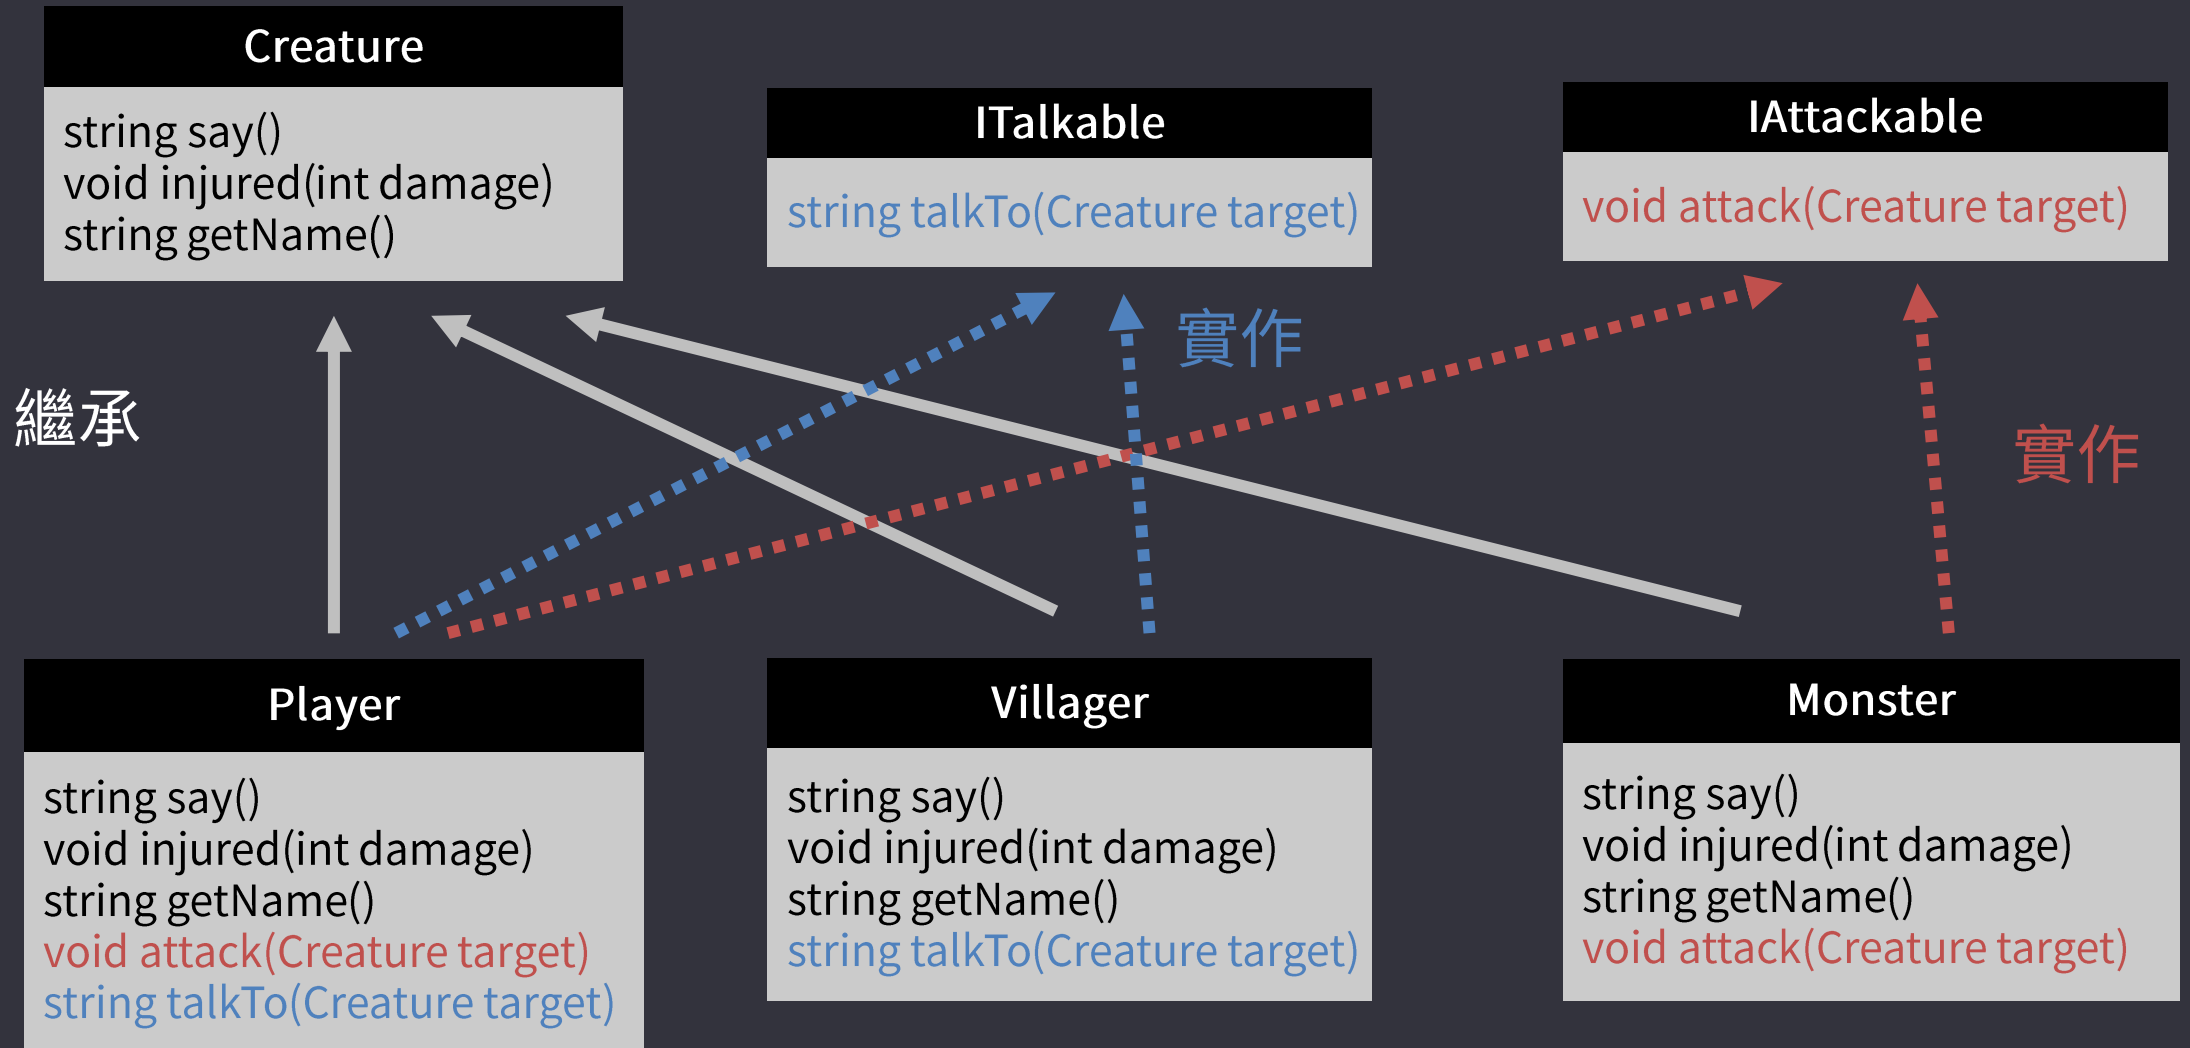 Creature
string say()
void injured(int damage)
string getName()
ITalkable
string talkTo(Creature target)
IAttackable
void attack(Creature target)
繼承
實作
實作
Player
string say()
void injured(int damage)
string getName()
void attack(Creature target)
string talkTo(Creature target)
Villager
string say()
void injured(int damage)
string getName()
string talkTo(Creature target)
Monster
string say()
void injured(int damage)
string getName()
void attack(Creature target)